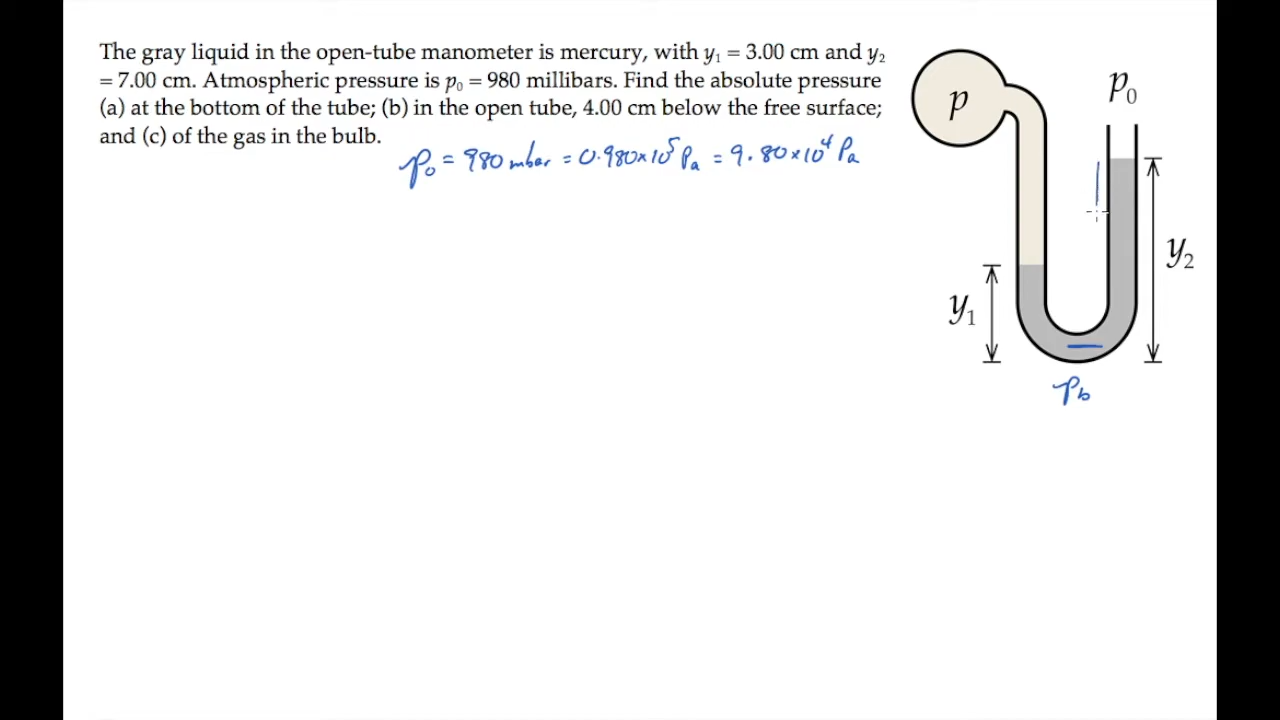 The gray liquid in the open-tube manometer is mercury, with y₁ = 3.00 cm and y₂
= 7.00 cm. Atmospheric pressure is p₀ = 980 millibars. Find the absolute pressure
(a) at the bottom of the tube; (b) in the open tube, 4.00 cm below the free surface;
and (c) of the gas in the bulb.
p₀ = 980 mbar = 0.980×10⁵ Pa = 9.80×10⁴ Pa
p
p₀
y₂
y₁
p_b